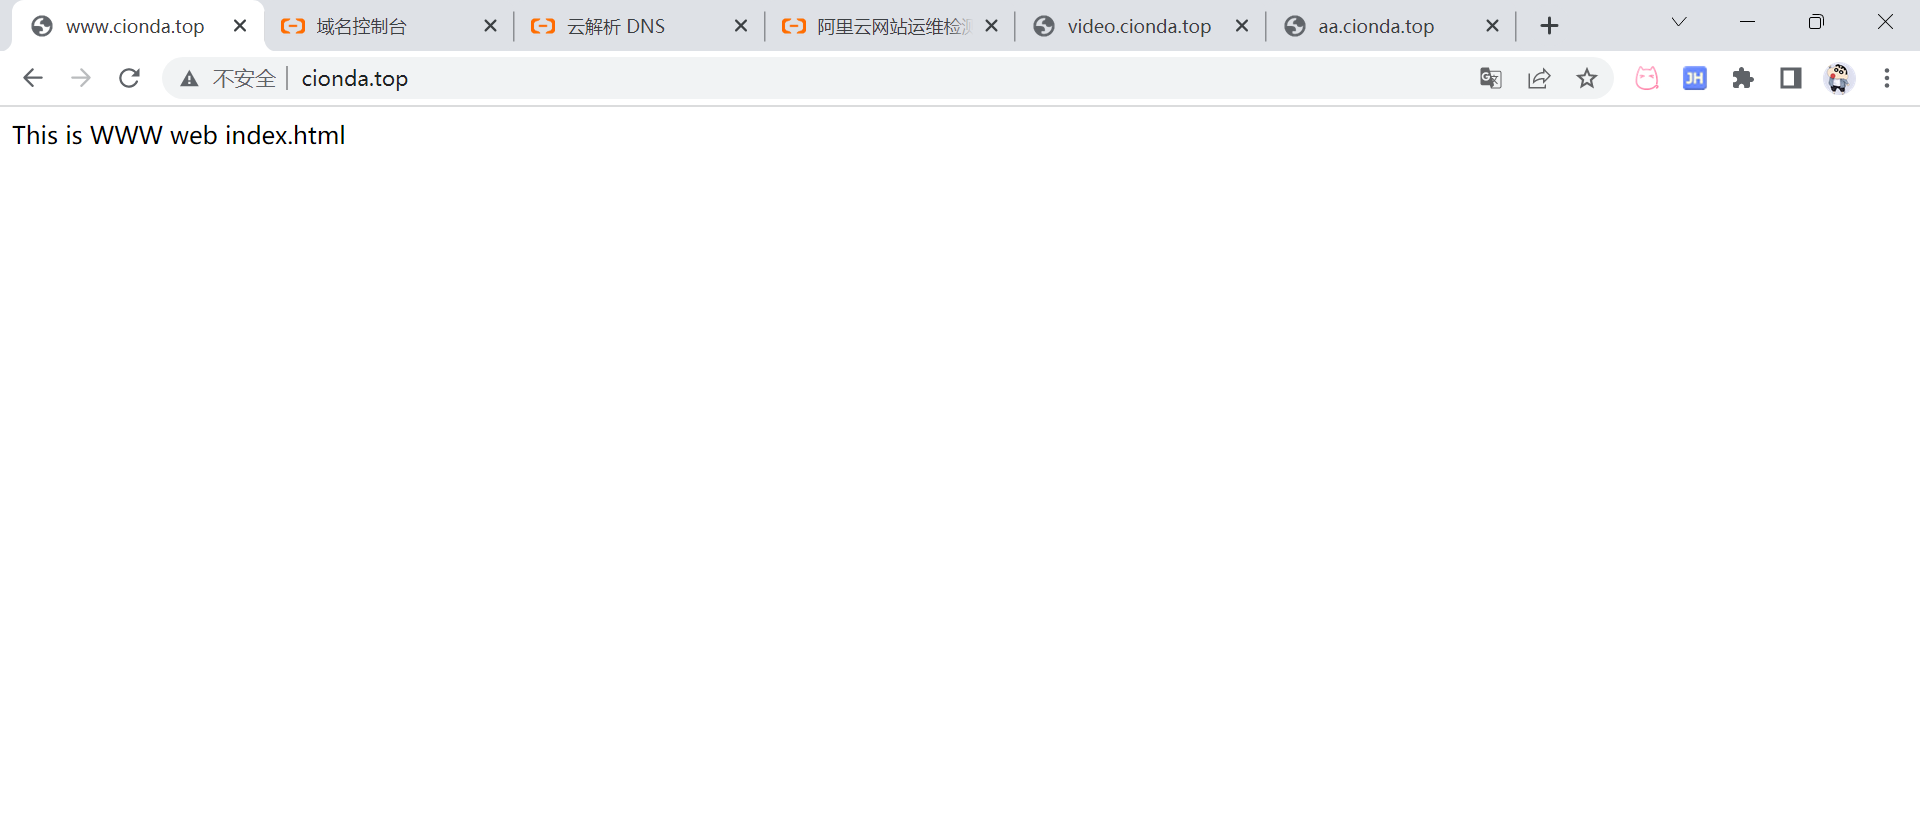 www.cionda.top 域名控制台 云解析 DNS 阿里云网站运维检测 video.cionda.top aa.cionda.top
不安全 cionda.top JH
This is WWW web index.html